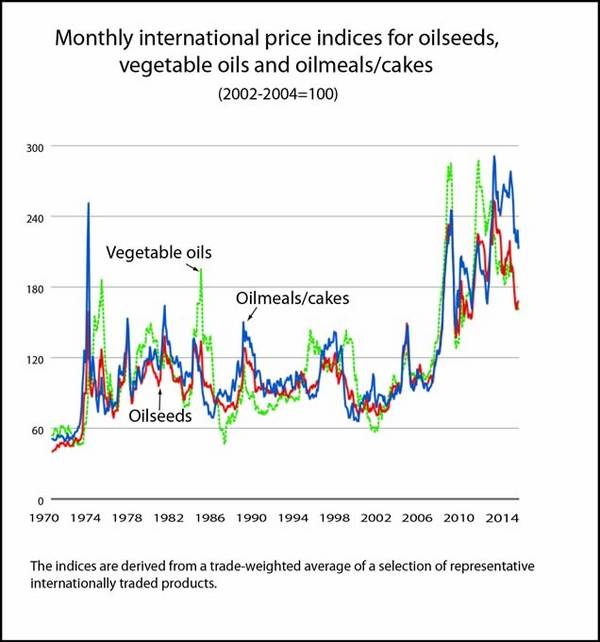 Monthly international price indices for oilseeds,
vegetable oils and oilmeals/cakes
(2002-2004=100)
300
240
Vegetable oils
180
Oilmeals/cakes
120
Oilseeds
60
0
1970 1974 1978 1982 1986 1990 1994 1998 2002 2006 2010 2014
The indices are derived from a trade-weighted average of a selection of representative
internationally traded products.